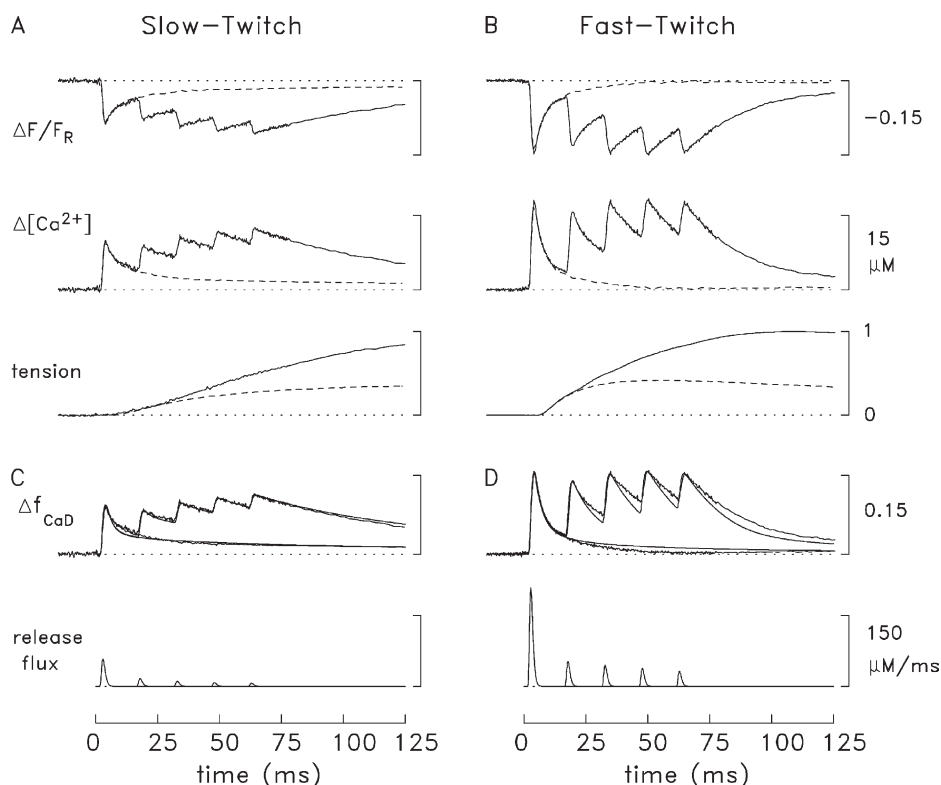 A Slow–Twitch
B Fast–Twitch
ΔF/F_R
−0.15
Δ[Ca²⁺]
15
μM
tension
1
0
C
Δf_CaD
D
0.15
release
flux
150
μM/ms
0 25 50 75 100 125
time (ms)
0 25 50 75 100 125
time (ms)